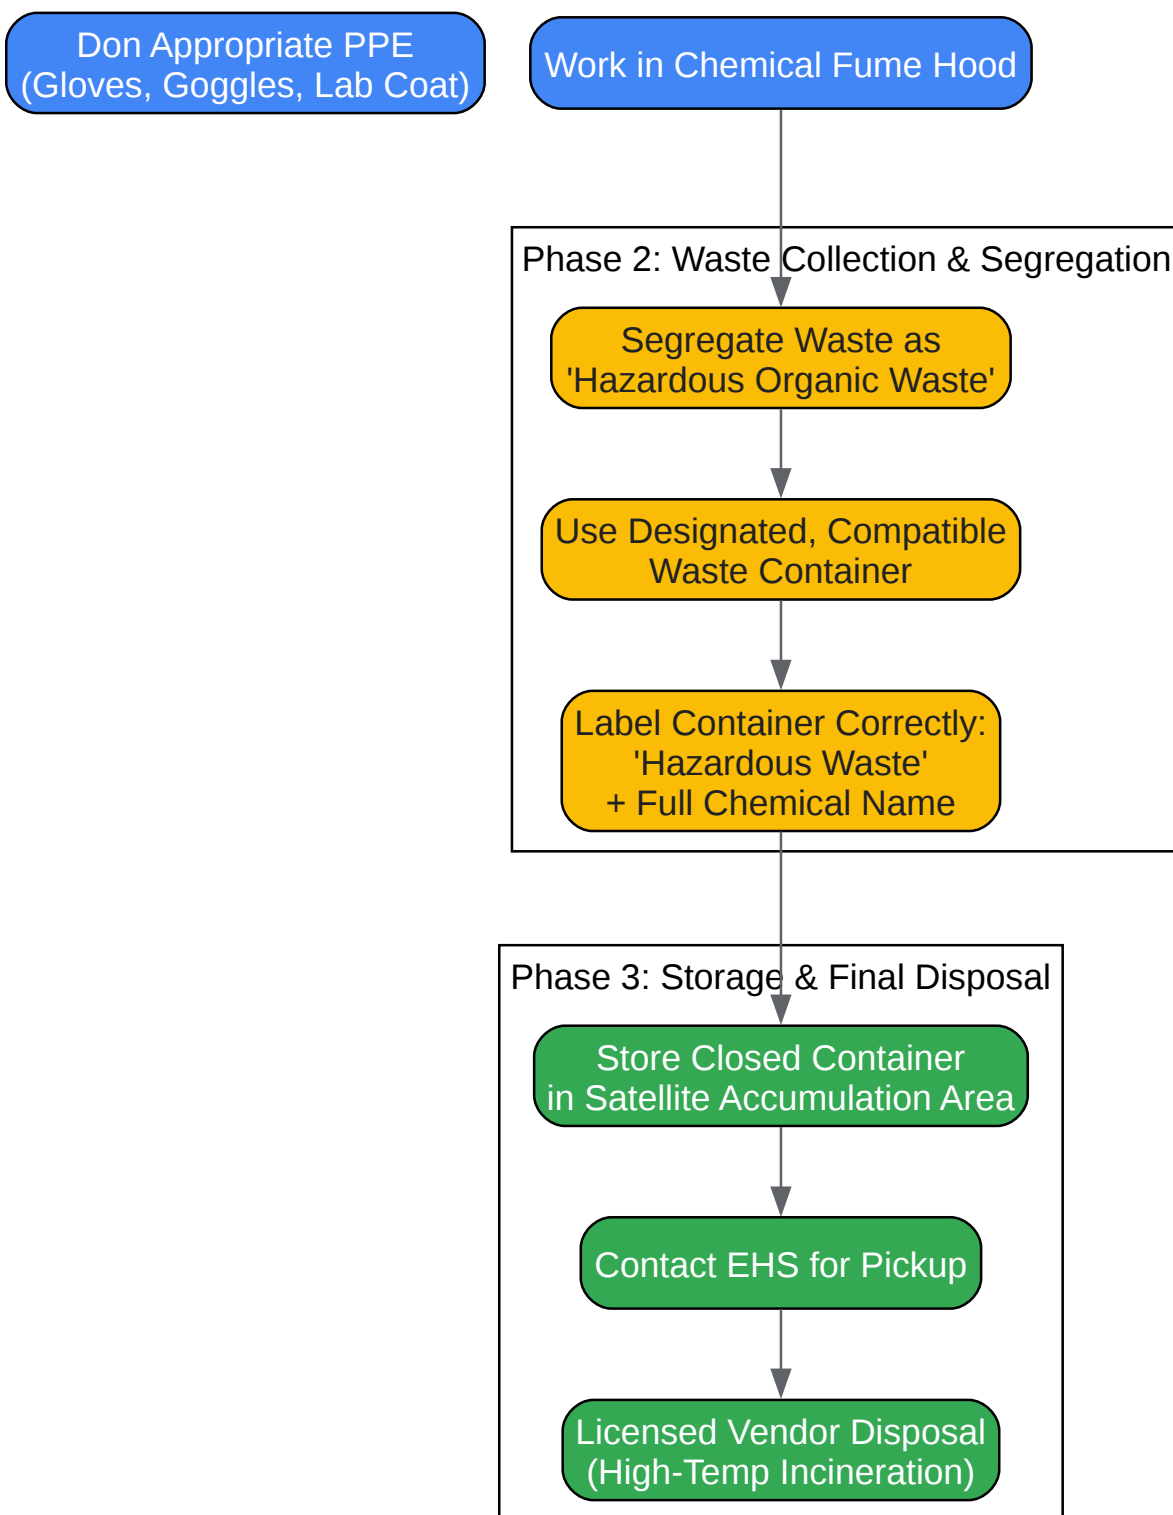 Don Appropriate PPE
(Gloves, Goggles, Lab Coat)
Work in Chemical Fume Hood
Phase 2: Waste Collection & Segregation
Segregate Waste as
'Hazardous Organic Waste'
Use Designated, Compatible
Waste Container
Label Container Correctly:
'Hazardous Waste'
+ Full Chemical Name
Phase 3: Storage & Final Disposal
Store Closed Container
in Satellite Accumulation Area
Contact EHS for Pickup
Licensed Vendor Disposal
(High-Temp Incineration)